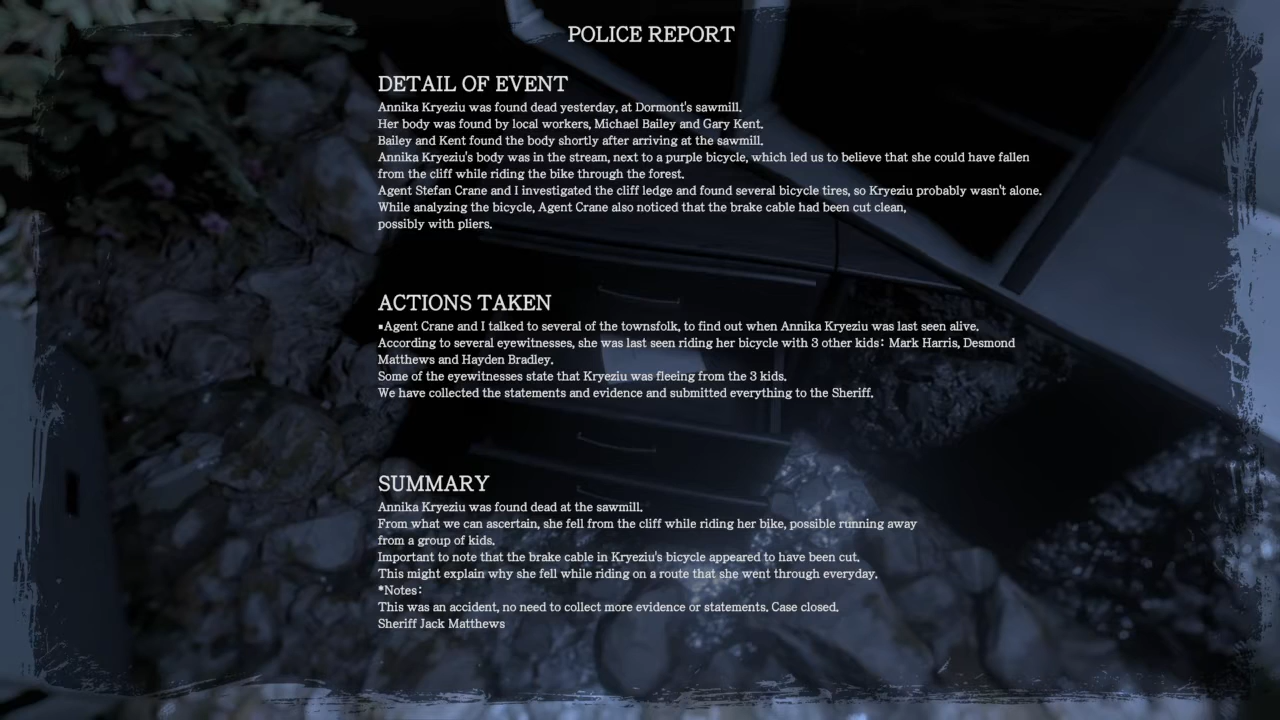 POLICE REPORT
DETAIL OF EVENT
Annika Kryeziu was found dead yesterday, at Dormont's sawmill.
Her body was found by local workers, Michael Bailey and Gary Kent.
Bailey and Kent found the body shortly after arriving at the sawmill.
Annika Kryeziu's body was in the stream, next to a purple bicycle, which led us to believe that she could have fallen
from the cliff while riding the bike through the forest.
Agent Stefan Crane and I investigated the cliff ledge and found several bicycle tires, so Kryeziu probably wasn't alone.
While analyzing the bicycle, Agent Crane also noticed that the brake cable had been cut clean,
possibly with pliers.
ACTIONS TAKEN
▪Agent Crane and I talked to several of the townsfolk, to find out when Annika Kryeziu was last seen alive.
According to several eyewitnesses, she was last seen riding her bicycle with 3 other kids: Mark Harris, Desmond
Matthews and Hayden Bradley.
Some of the eyewitnesses state that Kryeziu was fleeing from the 3 kids.
We have collected the statements and evidence and submitted everything to the Sheriff.
SUMMARY
Annika Kryeziu was found dead at the sawmill.
From what we can ascertain, she fell from the cliff while riding her bike, possible running away
from a group of kids.
Important to note that the brake cable in Kryeziu's bicycle appeared to have been cut.
This might explain why she fell while riding on a route that she went through everyday.
*Notes:
This was an accident, no need to collect more evidence or statements. Case closed.
Sheriff Jack Matthews